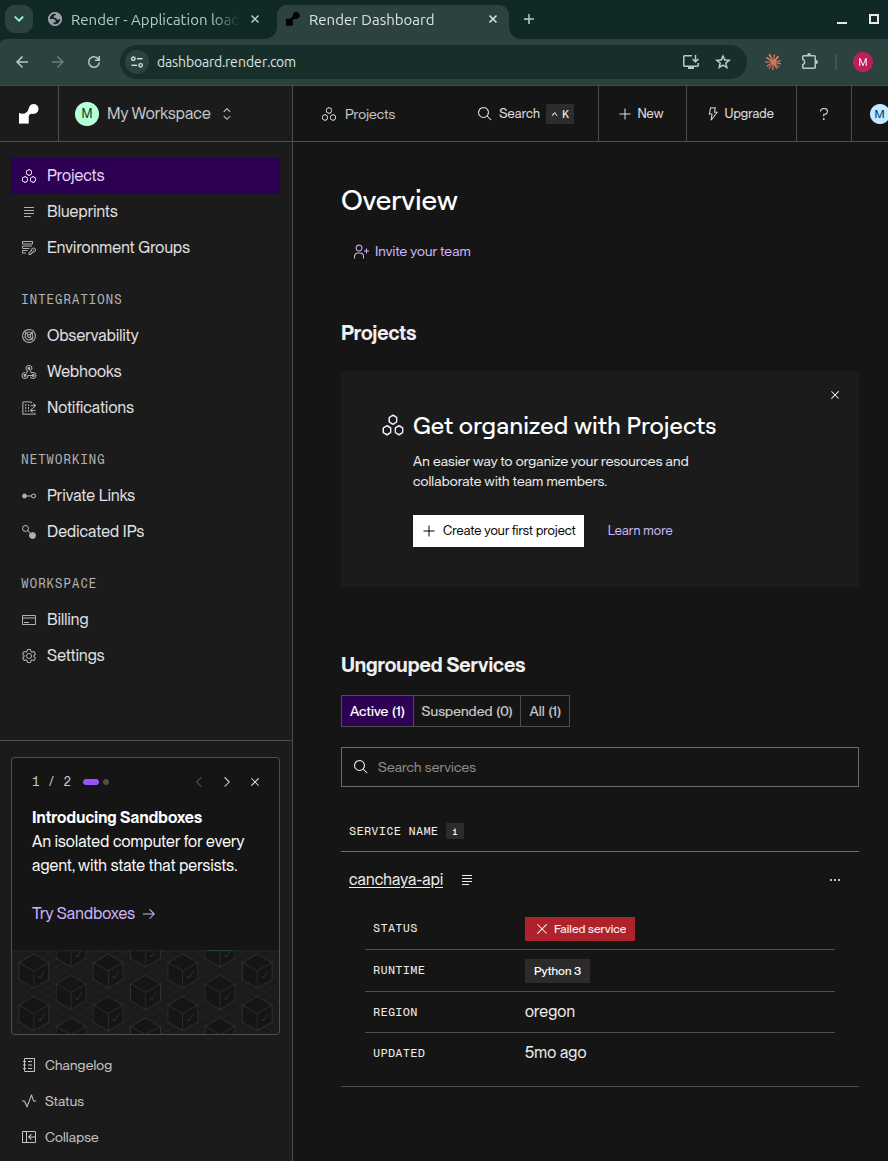 Render - Application loa
Render Dashboard
dashboard.render.com
M
M My Workspace
Projects
Search ^ K
+ New
Upgrade
?
M
Projects
Blueprints
Environment Groups
INTEGRATIONS
Observability
Webhooks
Notifications
NETWORKING
Private Links
Dedicated IPs
WORKSPACE
Billing
Settings
1 / 2
Introducing Sandboxes
An isolated computer for every
agent, with state that persists.
Try Sandboxes →
Changelog
Status
Collapse
Overview
Invite your team
Projects
Get organized with Projects
An easier way to organize your resources and
collaborate with team members.
+ Create your first project
Learn more
Ungrouped Services
Active (1) Suspended (0) All (1)
Search services
SERVICE NAME i
canchaya-api
STATUS Failed service
RUNTIME Python 3
REGION oregon
UPDATED 5mo ago